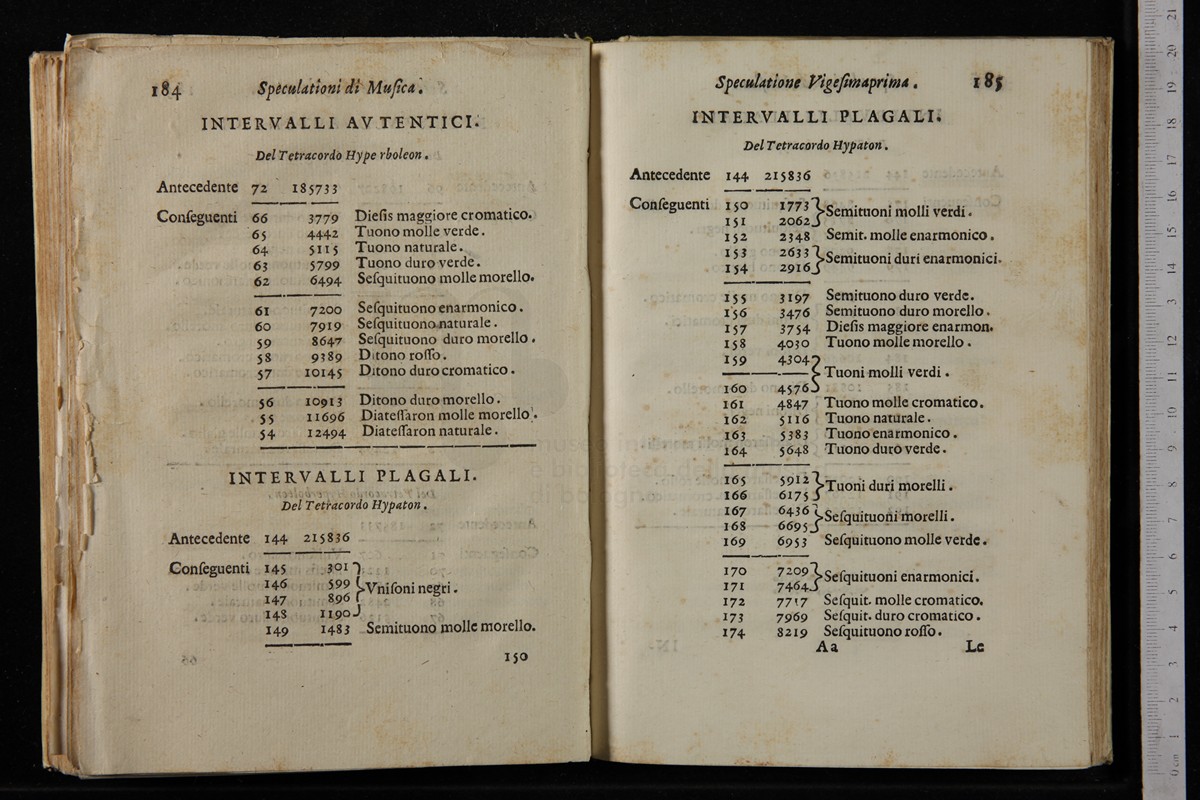 184 Speculationi di Musica.
INTERVALLI AVTENTICI.
Del Tetracordo Hype rboleon.
Antecedente 72 185733
Conſeguenti 66 3779 Dieſis maggiore cromatico.
65 4442 Tuono molle verde.
64 5115 Tuono naturale.
63 5799 Tuono duro verde.
62 6494 Seſquituono molle morello.
61 7200 Seſquituono enarmonico.
60 7919 Seſquituono naturale.
59 8647 Seſquituono duro morello.
58 9389 Ditono roſſo.
57 10145 Ditono duro cromatico.
56 10913 Ditono duro morello.
55 11696 Diateſſaron molle morello.
54 12494 Diateſſaron naturale.
INTERVALLI PLAGALI.
Del Tetracordo Hypaton.
Antecedente 144 215836
Conſeguenti 145 301
146 599 Vniſoni negri.
147 896
148 1190
149 1483 Semituono molle morello.
150
Speculatione Vigeſimaprima. 185
INTERVALLI PLAGALI.
Del Tetracordo Hypaton.
Antecedente 144 215836
Conſeguenti 150 1773 Semituoni molli verdi.
151 2062
152 2348 Semit. molle enarmonico.
153 2633 Semituoni duri enarmonici.
154 2916
155 3197 Semituono duro verde.
156 3476 Semituono duro morello.
157 3754 Dieſis maggiore enarmon.
158 4030 Tuono molle morello.
159 4304 Tuoni molli verdi.
160 4576
161 4847 Tuono molle cromatico.
162 5116 Tuono naturale.
163 5383 Tuono enarmonico.
164 5648 Tuono duro verde.
165 5912 Tuoni duri morelli.
166 6175
167 6436 Seſquituoni morelli.
168 6695
169 6953 Seſquituono molle verde.
170 7209 Seſquituoni enarmonici.
171 7464
172 7717 Seſquit. molle cromatico.
173 7969 Seſquit. duro cromatico.
174 8219 Seſquituono roſſo.
Aa Le